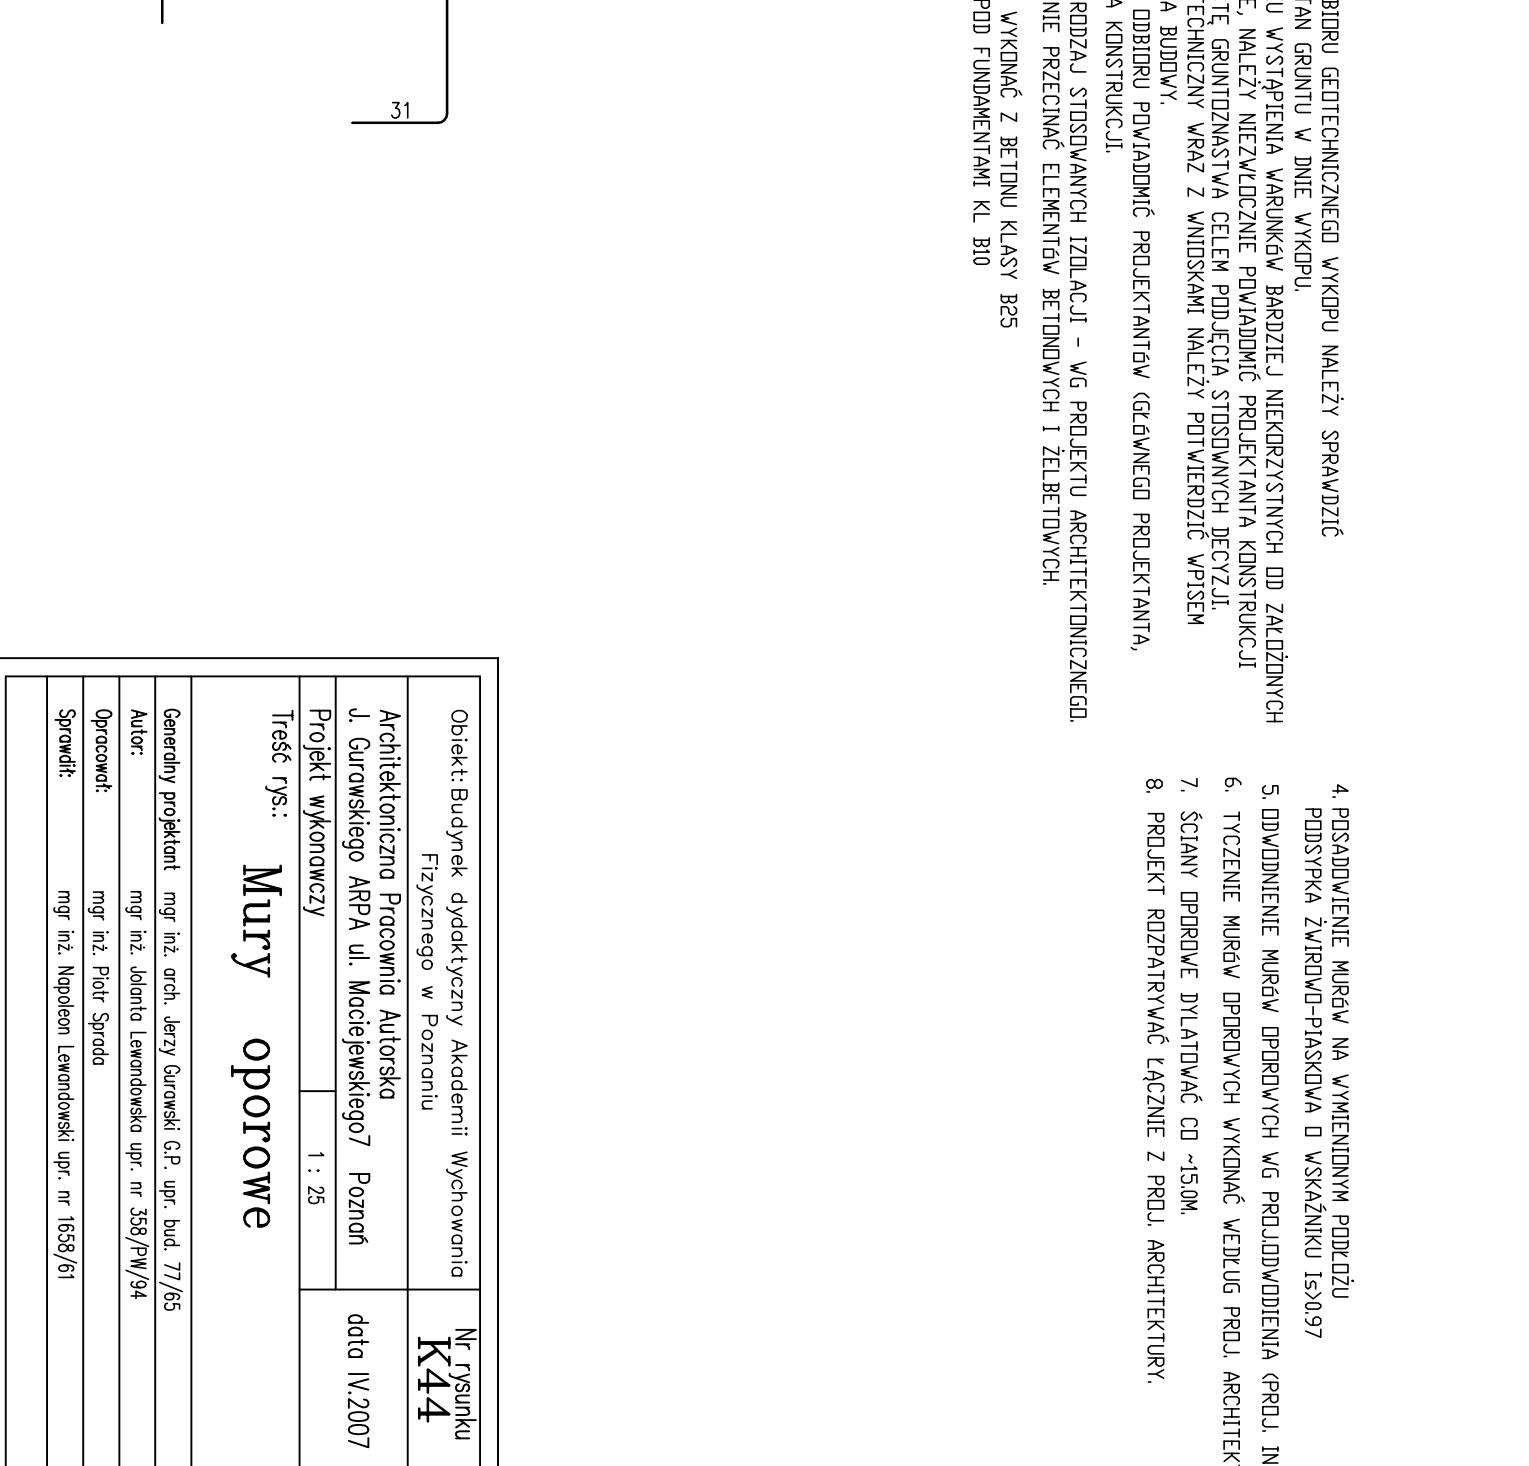 BIORU GEOTECHNICZNEGO WYKOPU NALEŻY SPRAWDZIĆ
TAN GRUNTU W DNIE WYKOPU.
U WYSTĄPIENIA WARUNKÓW BARDZIEJ NIEKORZYSTNYCH OD ZAŁOŻONYCH
E, NALEŻY NIEZWŁOCZNIE POWIADOMIĆ PROJEKTANTA KONSTRUKCJI
TĘ GRUNTOZNASTWA CELEM PODJĘCIA STOSOWNYCH DECYZJI.
TECHNICZNY WRAZ Z WNIOSKAMI NALEŻY POTWIERDZIĆ WPISEM
A BUDOWY.
ODBIORU POWIADOMIĆ PROJEKTANTÓW (GŁÓWNEGO PROJEKTANTA,
A KONSTRUKCJI.
RODZAJ STOSOWANYCH IZOLACJI - WG PROJEKTU ARCHITEKTONICZNEGO.
NIE PRZECINAĆ ELEMENTÓW BETONOWYCH I ŻELBETOWYCH.
WYKONAĆ Z BETONU KLASY B25
POD FUNDAMENTAMI KL B10
4. POSADOWIENIE MURÓW NA WYMIENIONYM PODŁOŻU
PODSYPKA ŻWIROWO-PIASKOWA O WSKAŹNIKU Is>0.97
5. ODWODNIENIE MURÓW OPOROWYCH WG PROJ.ODWODIENIA (PROJ. IN
6. TYCZENIE MURÓW OPOROWYCH WYKONAĆ WEDŁUG PROJ. ARCHITEKT
7. ŚCIANY OPOROWE DYLATOWAĆ CO ~15.0M.
8. PROJEKT ROZPATRYWAĆ ŁĄCZNIE Z PROJ. ARCHITEKTURY.
31
Obiekt: Budynek dydaktyczny Akademii Wychowania
Fizycznego w Poznaniu
Nr rysunku
K44
Architektoniczna Pracownia Autorska
J. Gurawskiego ARPA ul. Maciejewskiego7 Poznań
data IV.2007
Projekt wykonawczy
1 : 25
Treść rys.:
Mury oporowe
Generalny projektant mgr inż. arch. Jerzy Gurawski G.P. upr. bud. 77/65
Autor: mgr inż. Jolanta Lewandowska upr. nr 358/PW/94
Opracował: mgr inż. Piotr Sprada
Sprawdił: mgr inż. Napoleon Lewandowski upr. nr 1658/61